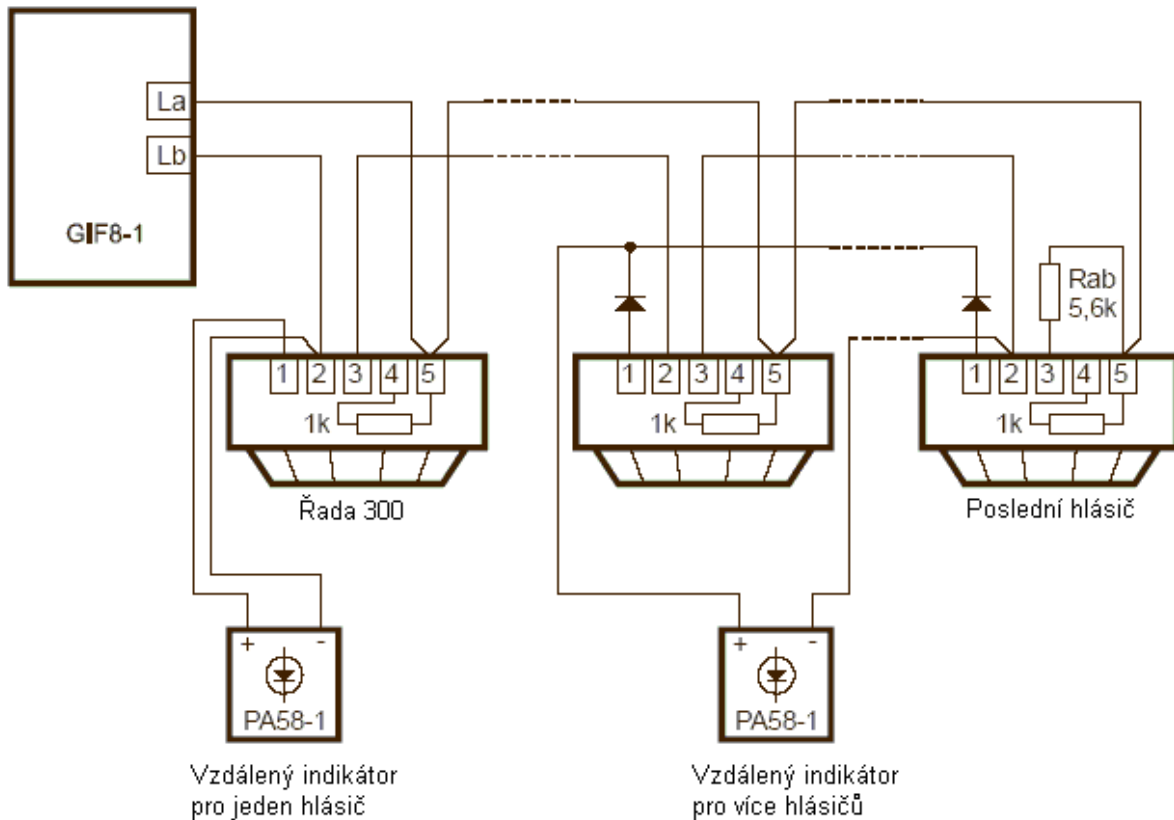 La
Lb
GIF8-1
Rab
5,6k
1 2 3 4 5
1 2 3 4 5
1 2 3 4 5
1k
1k
1k
Řada 300
Poslední hlásič
+ -
PA58-1
+ -
PA58-1
Vzdálený indikátor
pro jeden hlásič
Vzdálený indikátor
pro více hlásičů